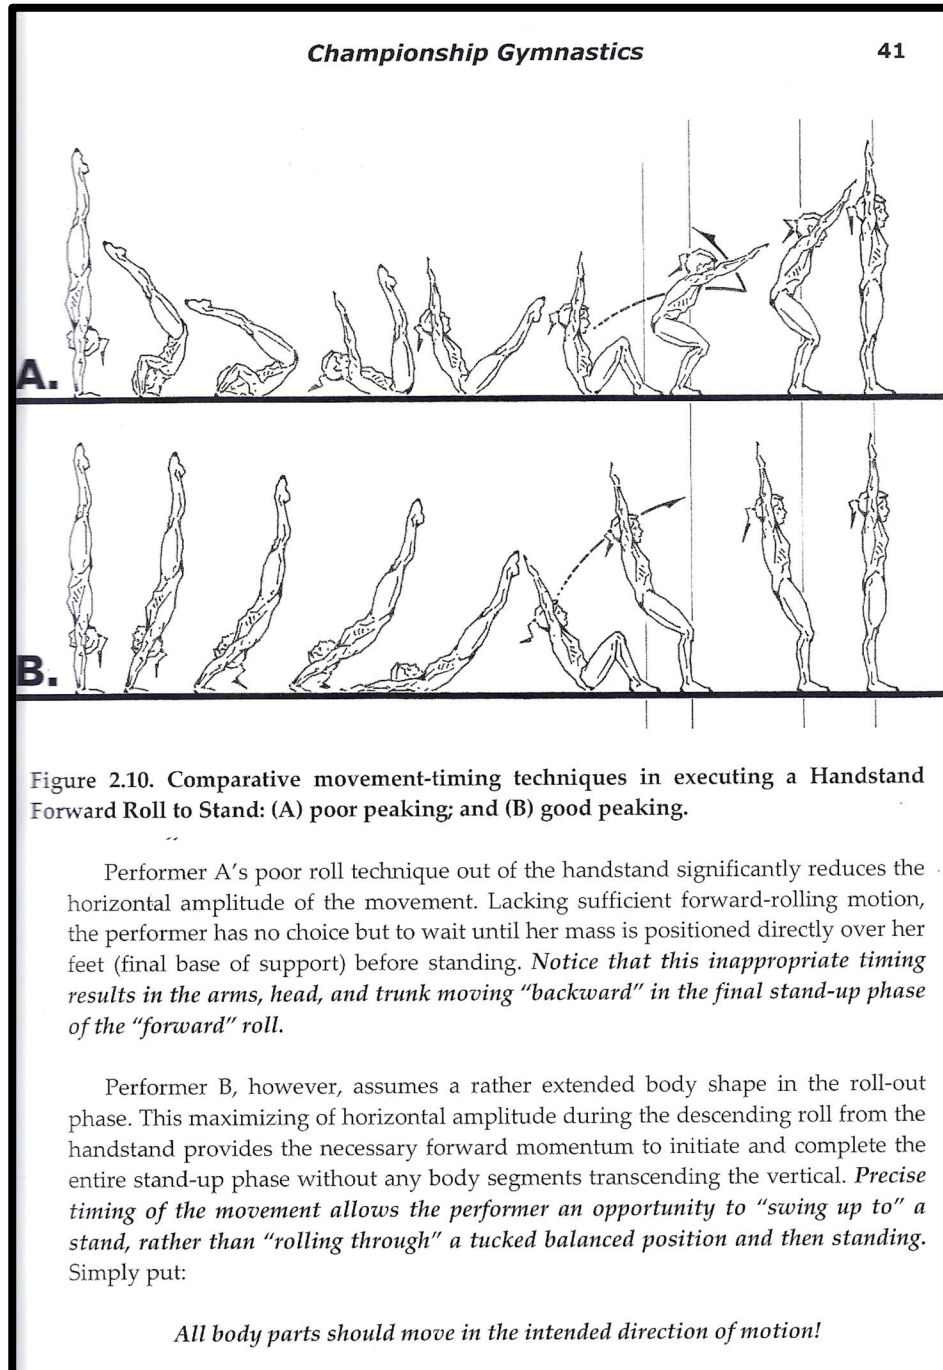 Championship Gymnastics 41
A.
B.
Figure 2.10. Comparative movement-timing techniques in executing a Handstand
Forward Roll to Stand: (A) poor peaking; and (B) good peaking.
Performer A's poor roll technique out of the handstand significantly reduces the
horizontal amplitude of the movement. Lacking sufficient forward-rolling motion,
the performer has no choice but to wait until her mass is positioned directly over her
feet (final base of support) before standing. Notice that this inappropriate timing
results in the arms, head, and trunk moving "backward" in the final stand-up phase
of the "forward" roll.
Performer B, however, assumes a rather extended body shape in the roll-out
phase. This maximizing of horizontal amplitude during the descending roll from the
handstand provides the necessary forward momentum to initiate and complete the
entire stand-up phase without any body segments transcending the vertical. Precise
timing of the movement allows the performer an opportunity to "swing up to" a
stand, rather than "rolling through" a tucked balanced position and then standing.
Simply put:
All body parts should move in the intended direction of motion!